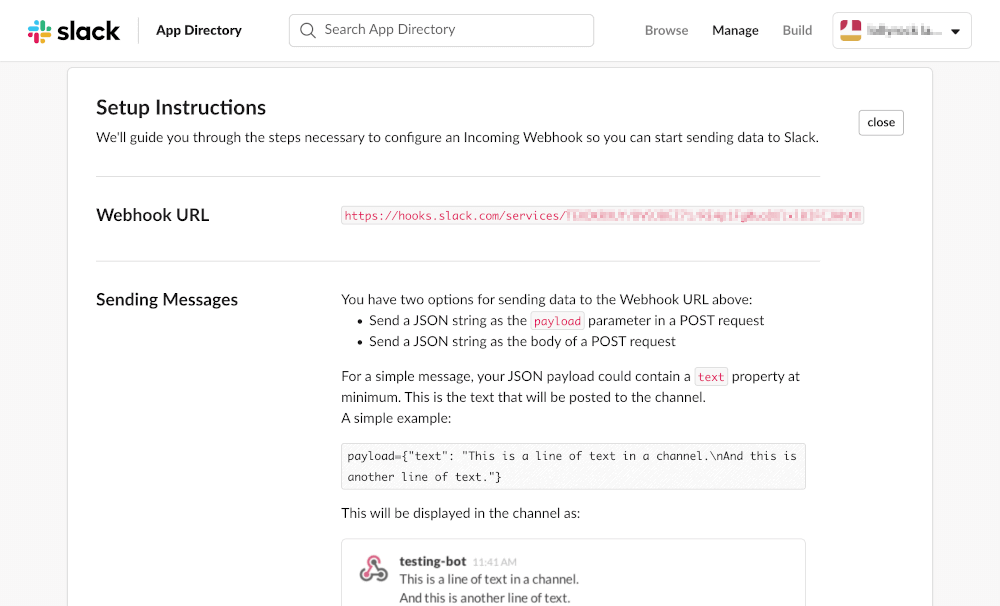 slack
App Directory
Search App Directory
Browse
Manage
Build
Setup Instructions
We'll guide you through the steps necessary to configure an Incoming Webhook so you can start sending data to Slack.
close
Webhook URL
https://hooks.slack.com/services/
Sending Messages
You have two options for sending data to the Webhook URL above:
• Send a JSON string as the payload parameter in a POST request
• Send a JSON string as the body of a POST request
For a simple message, your JSON payload could contain a text property at
minimum. This is the text that will be posted to the channel.
A simple example:
payload={"text": "This is a line of text in a channel.\nAnd this is
another line of text."}
This will be displayed in the channel as:
testing-bot 11:41 AM
This is a line of text in a channel.
And this is another line of text.